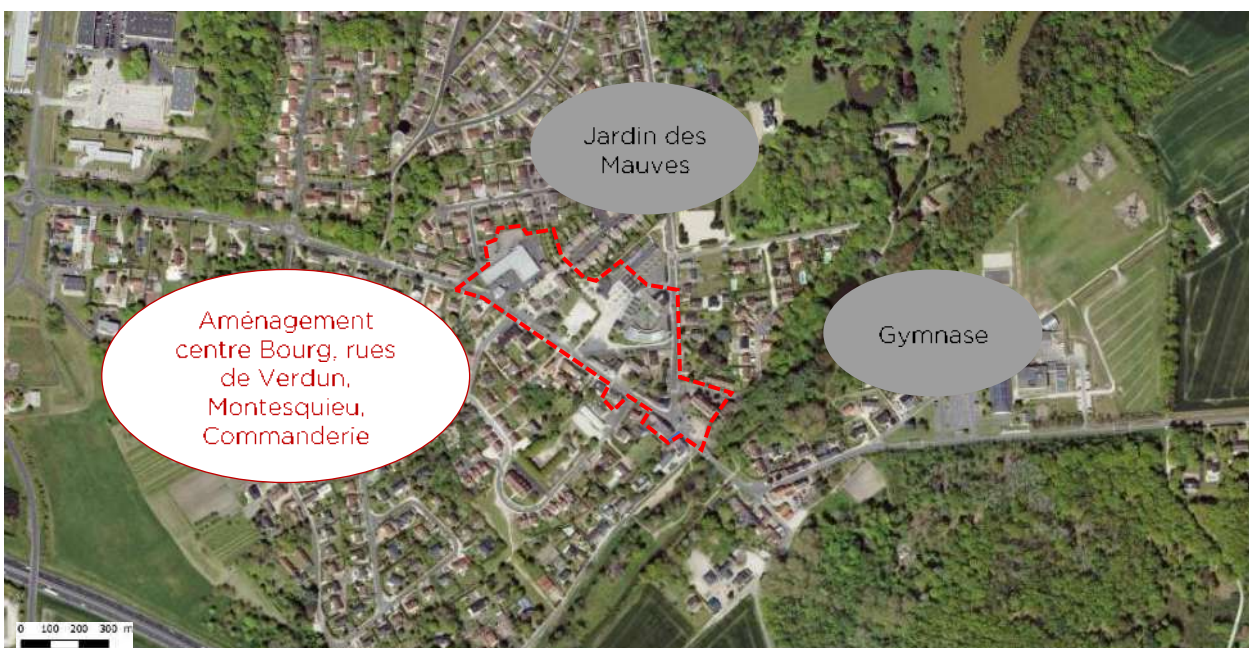 Jardin des
Mauves
Aménagement
centre Bourg, rues
de Verdun,
Montesquieu,
Commanderie
Gymnase
0 100 200 300 m